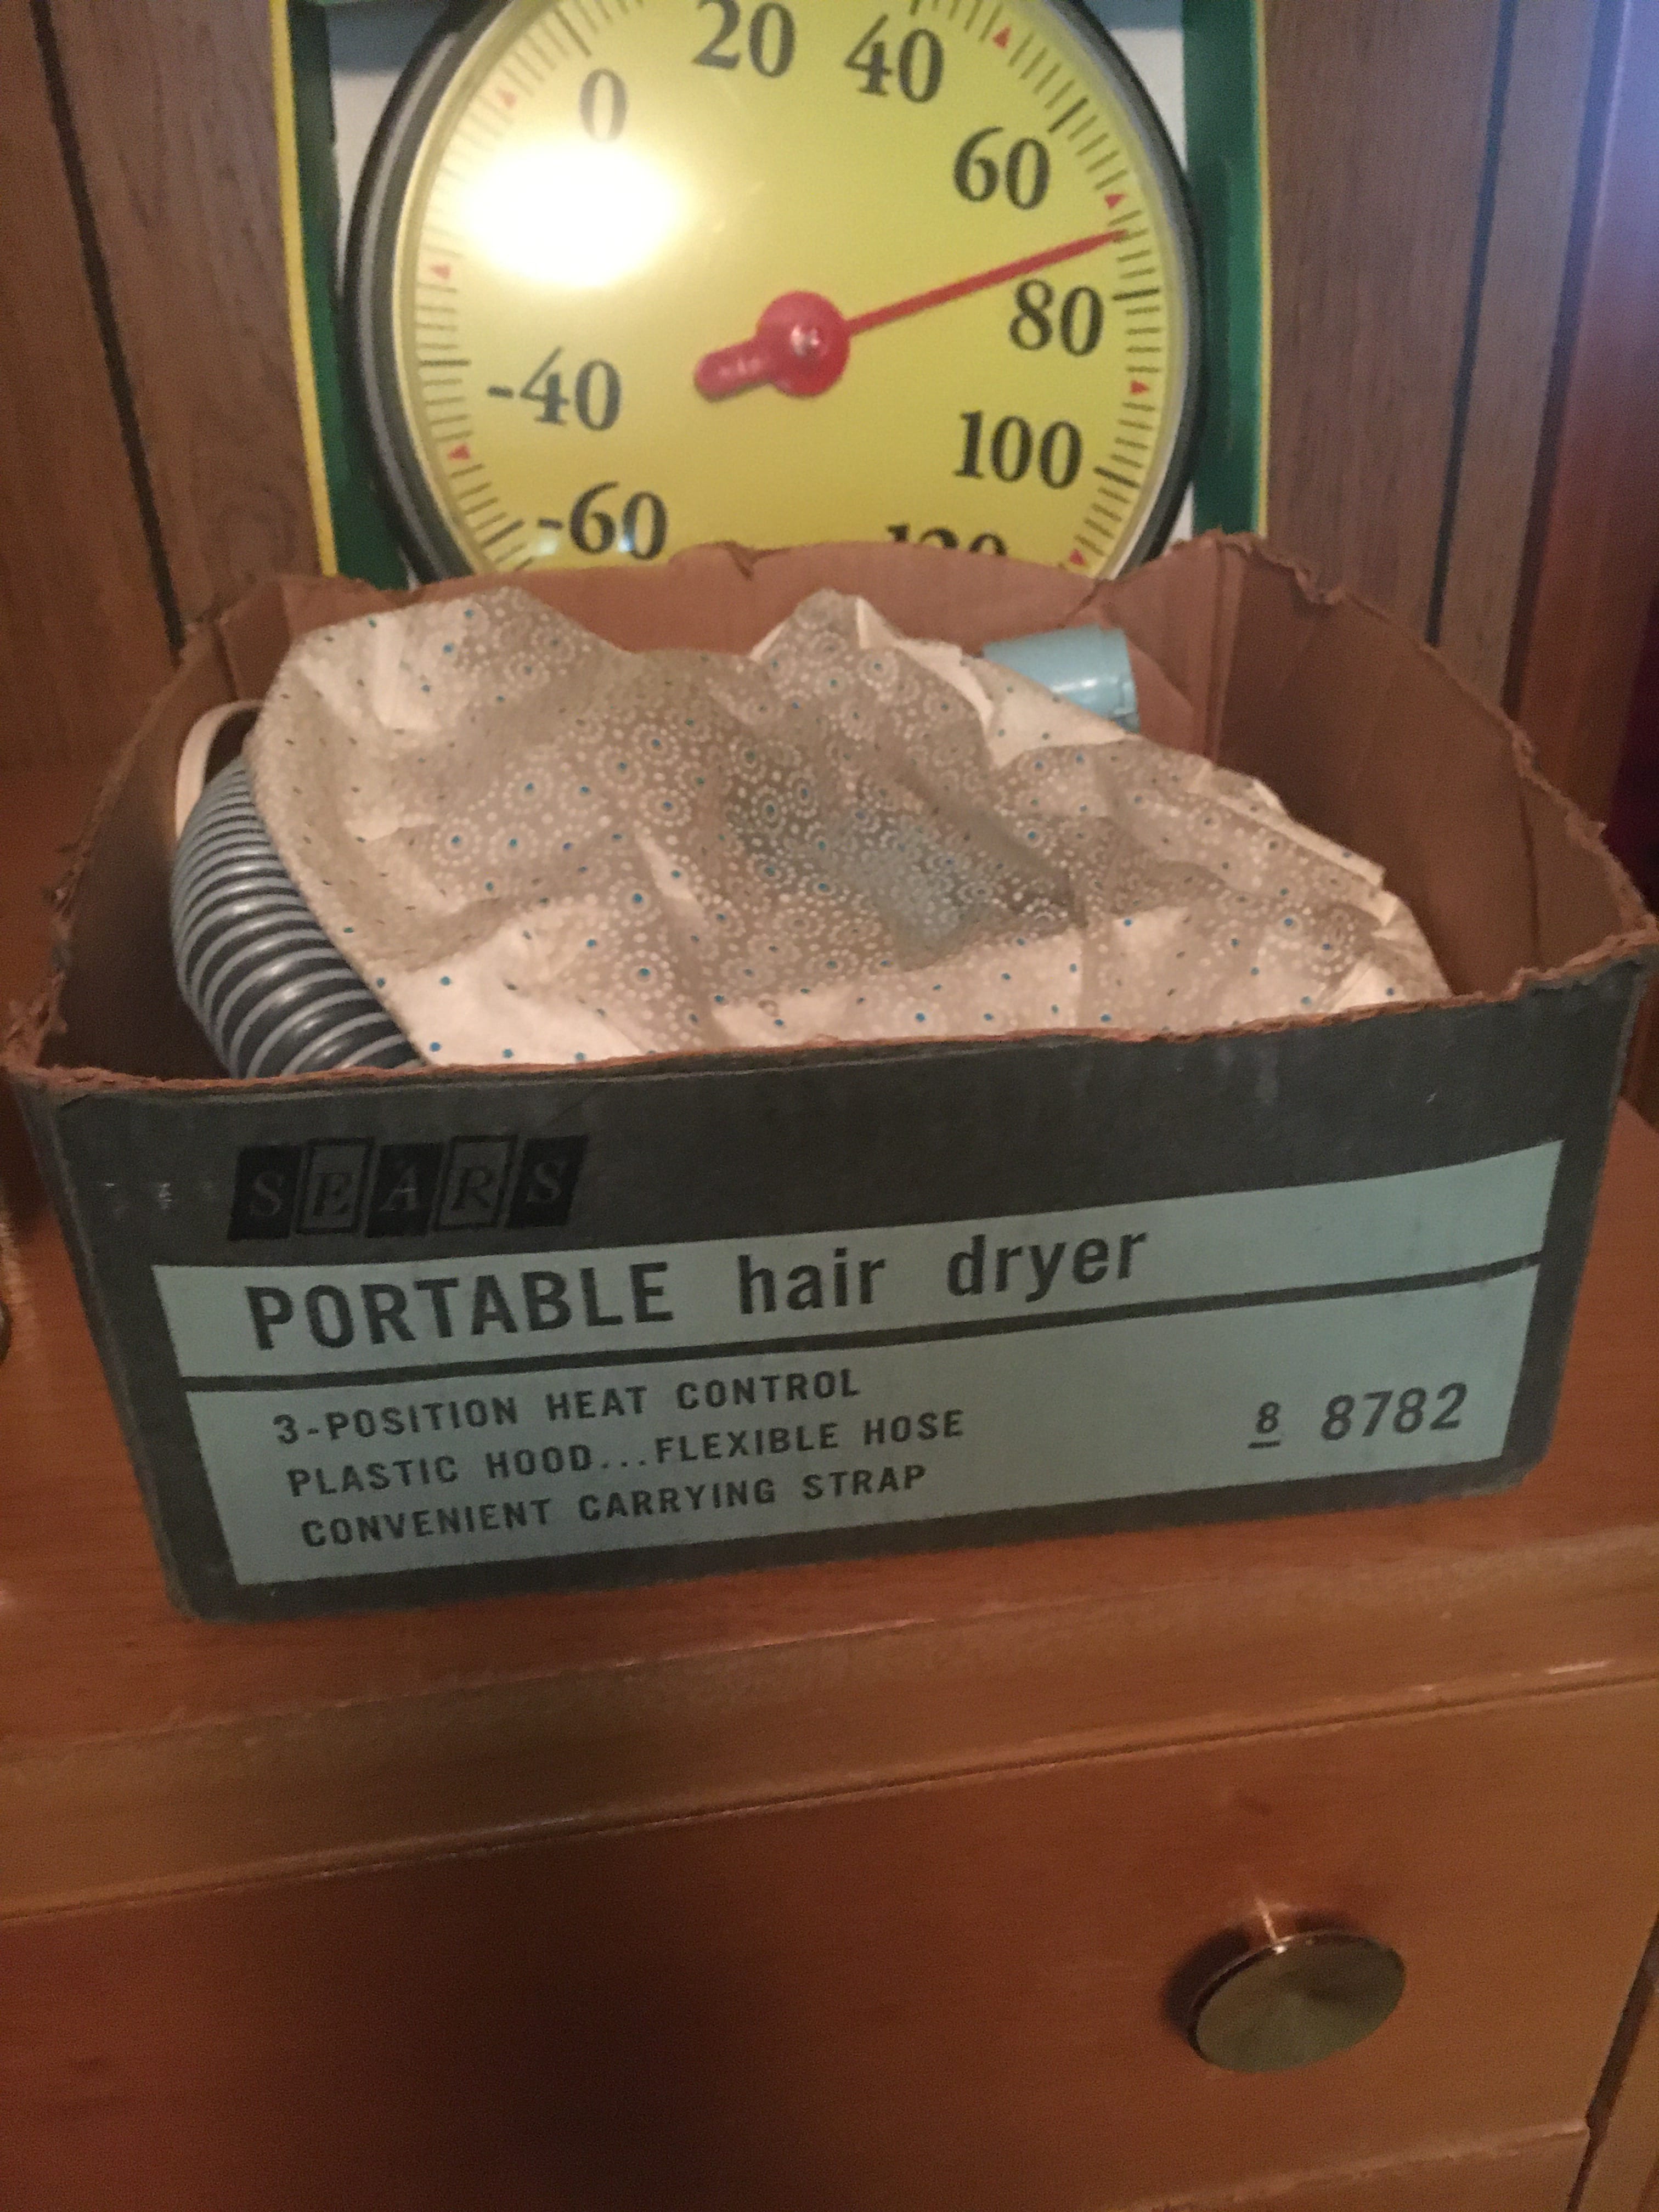 20 40
0
60
80
-40
100
-60
120
SEARS
PORTABLE hair dryer
3-POSITION HEAT CONTROL
PLASTIC HOOD...FLEXIBLE HOSE
CONVENIENT CARRYING STRAP
8 8782